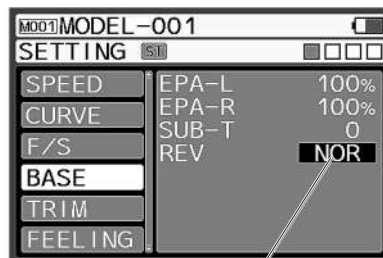 M001 MODEL-001
SETTING ST
SPEED
CURVE
F/S
BASE
TRIM
FEELING
EPA-L 100%
EPA-R 100%
SUB-T 0
REV NOR